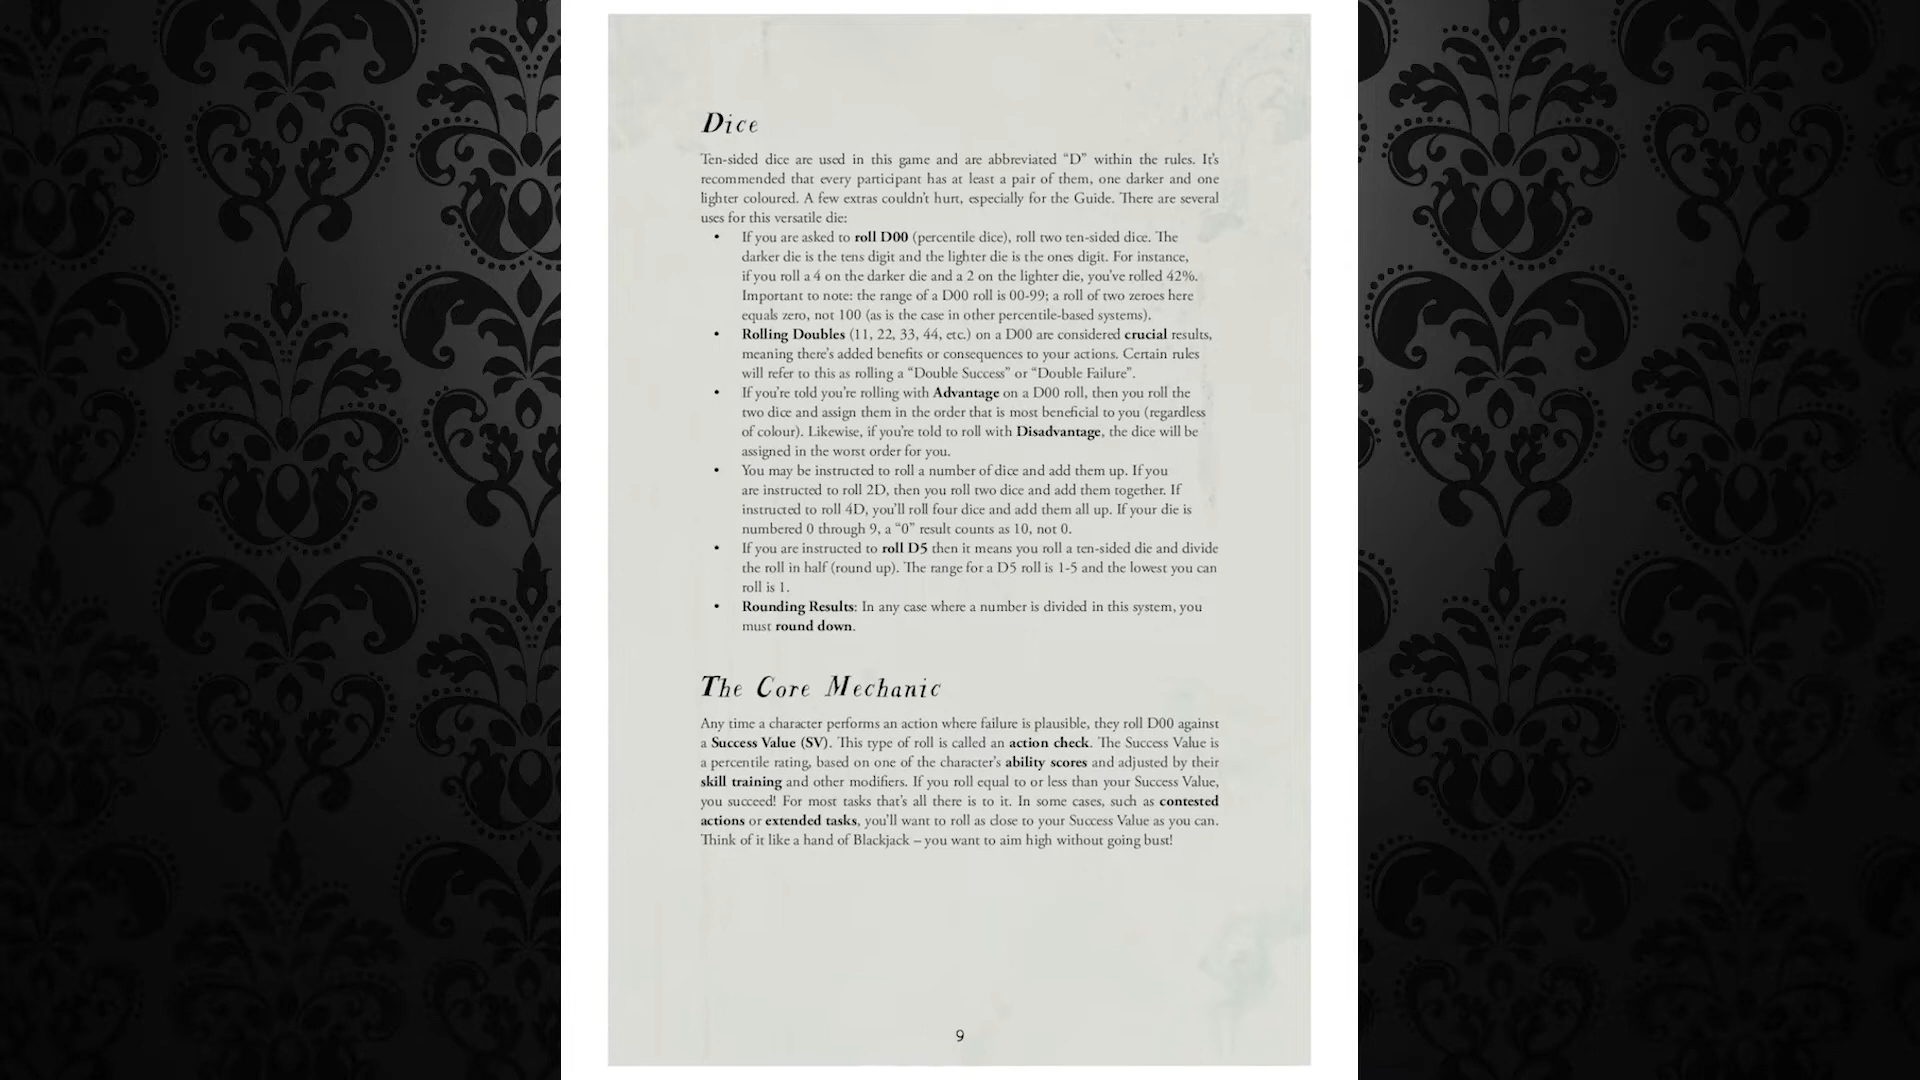 Dice
Ten-sided dice are used in this game and are abbreviated “D” within the rules. It’s
recommended that every participant has at least a pair of them, one darker and one
lighter coloured. A few extras couldn’t hurt, especially for the Guide. There are several
uses for this versatile die:
• If you are asked to roll D00 (percentile dice), roll two ten-sided dice. The
darker die is the tens digit and the lighter die is the ones digit. For instance,
if you roll a 4 on the darker die and a 2 on the lighter die, you’ve rolled 42%.
Important to note: the range of a D00 roll is 00-99; a roll of two zeroes here
equals zero, not 100 (as is the case in other percentile-based systems).
• Rolling Doubles (11, 22, 33, 44, etc.) on a D00 are considered crucial results,
meaning there’s added benefits or consequences to your actions. Certain rules
will refer to this as rolling a “Double Success” or “Double Failure”.
• If you’re told you’re rolling with Advantage on a D00 roll, then you roll the
two dice and assign them in the order that is most beneficial to you (regardless
of colour). Likewise, if you’re told to roll with Disadvantage, the dice will be
assigned in the worst order for you.
• You may be instructed to roll a number of dice and add them up. If you
are instructed to roll 2D, then you roll two dice and add them together. If
instructed to roll 4D, you’ll roll four dice and add them all up. If your die is
numbered 0 through 9, a “0” result counts as 10, not 0.
• If you are instructed to roll D5 then it means you roll a ten-sided die and divide
the roll in half (round up). The range for a D5 roll is 1-5 and the lowest you can
roll is 1.
• Rounding Results: In any case where a number is divided in this system, you
must round down.
The Core Mechanic
Any time a character performs an action where failure is plausible, they roll D00 against
a Success Value (SV). This type of roll is called an action check. The Success Value is
a percentile rating, based on one of the character’s ability scores and adjusted by their
skill training and other modifiers. If you roll equal to or less than your Success Value,
you succeed! For most tasks that’s all there is to it. In some cases, such as contested
actions or extended tasks, you’ll want to roll as close to your Success Value as you can.
Think of it like a hand of Blackjack – you want to aim high without going bust!
9